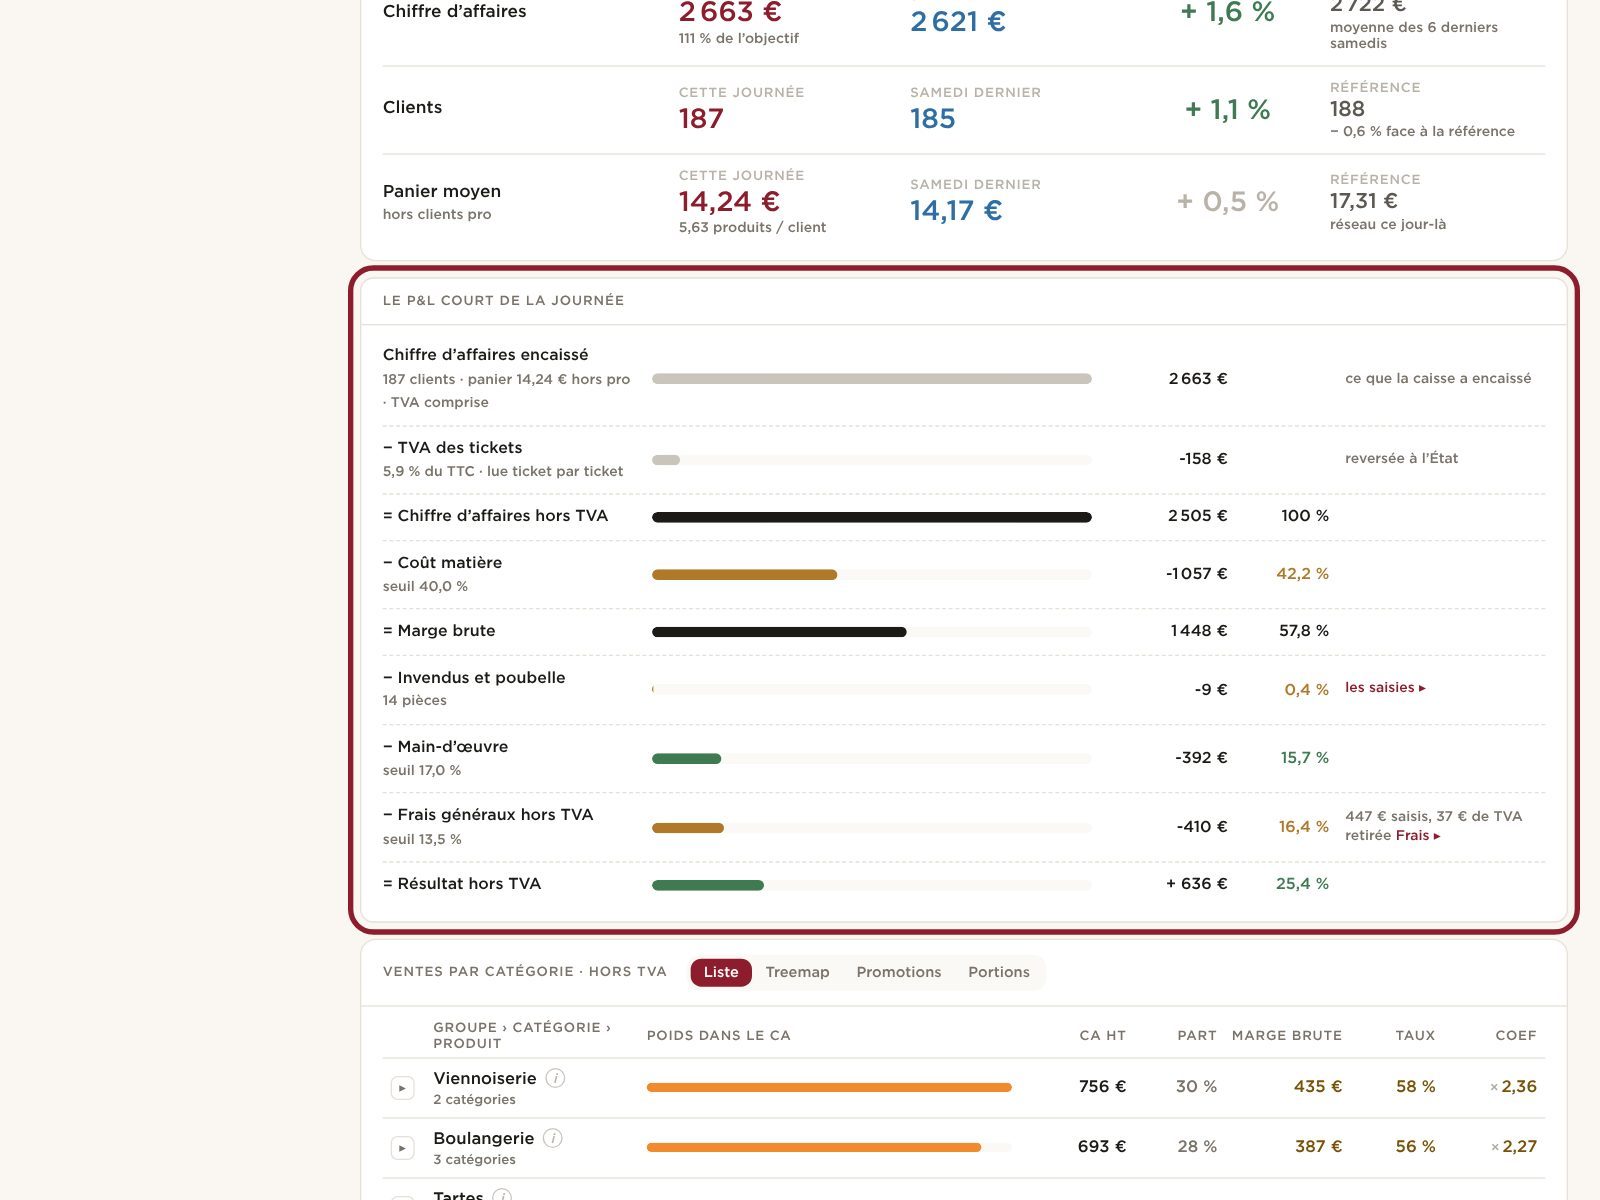 Chiffre d’affaires
2 663 €
111 % de l’objectif
2 621 €
+ 1,6 %
2 722 €
moyenne des 6 derniers
samedis
Clients
CETTE JOURNÉE
187
SAMEDI DERNIER
185
+ 1,1 %
RÉFÉRENCE
188
− 0,6 % face à la référence
Panier moyen
hors clients pro
CETTE JOURNÉE
14,24 €
5,63 produits / client
SAMEDI DERNIER
14,17 €
+ 0,5 %
RÉFÉRENCE
17,31 €
réseau ce jour-là
LE P&L COURT DE LA JOURNÉE
Chiffre d’affaires encaissé
187 clients · panier 14,24 € hors pro
· TVA comprise
2 663 €
ce que la caisse a encaissé
− TVA des tickets
5,9 % du TTC · lue ticket par ticket
-158 €
reversée à l’État
= Chiffre d’affaires hors TVA
2 505 €
100 %
− Coût matière
seuil 40,0 %
-1 057 €
42,2 %
= Marge brute
1 448 €
57,8 %
− Invendus et poubelle
14 pièces
-9 €
0,4 %
les saisies ▸
− Main-d’œuvre
seuil 17,0 %
-392 €
15,7 %
− Frais généraux hors TVA
seuil 13,5 %
-410 €
16,4 %
447 € saisis, 37 € de TVA
retirée Frais ▸
= Résultat hors TVA
+ 636 €
25,4 %
VENTES PAR CATÉGORIE · HORS TVA
Liste
Treemap
Promotions
Portions
GROUPE › CATÉGORIE ›
PRODUIT
POIDS DANS LE CA
CA HT
PART
MARGE BRUTE
TAUX
COEF
▸
Viennoiserie i
2 catégories
756 €
30 %
435 €
58 %
× 2,36
▸
Boulangerie i
3 catégories
693 €
28 %
387 €
56 %
× 2,27
Tartes i